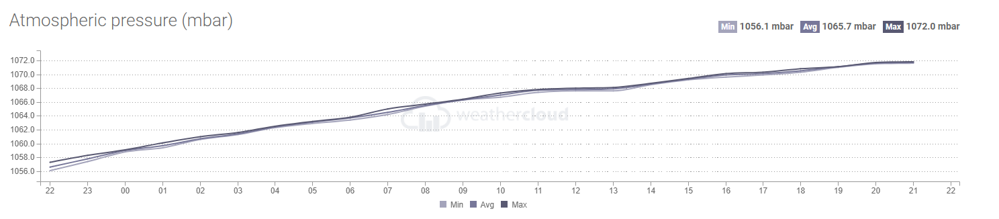 Atmospheric pressure (mbar)
Min 1056.1 mbar Avg 1065.7 mbar Max 1072.0 mbar
1072.0
1070.0
1068.0
1066.0
1064.0
1062.0
1060.0
1058.0
1056.0
weathercloud
22 23 00 01 02 03 04 05 06 07 08 09 10 11 12 13 14 15 16 17 18 19 20 21 22
Min Avg Max